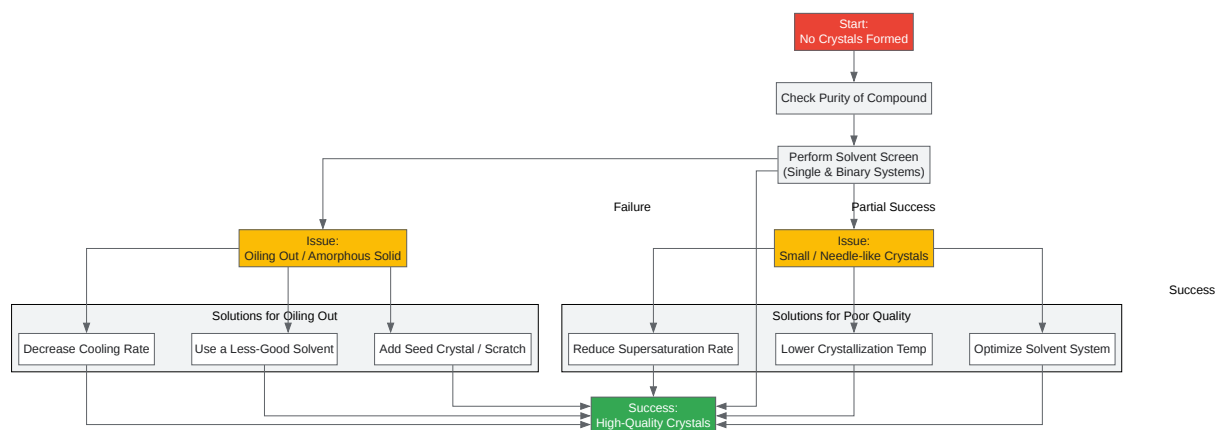 Start:
No Crystals Formed
Check Purity of Compound
Perform Solvent Screen
(Single & Binary Systems)
Failure
Partial Success
Issue:
Oiling Out / Amorphous Solid
Issue:
Small / Needle-like Crystals
Success
Solutions for Oiling Out
Solutions for Poor Quality
Decrease Cooling Rate
Use a Less-Good Solvent
Add Seed Crystal / Scratch
Reduce Supersaturation Rate
Lower Crystallization Temp
Optimize Solvent System
Success:
High-Quality Crystals